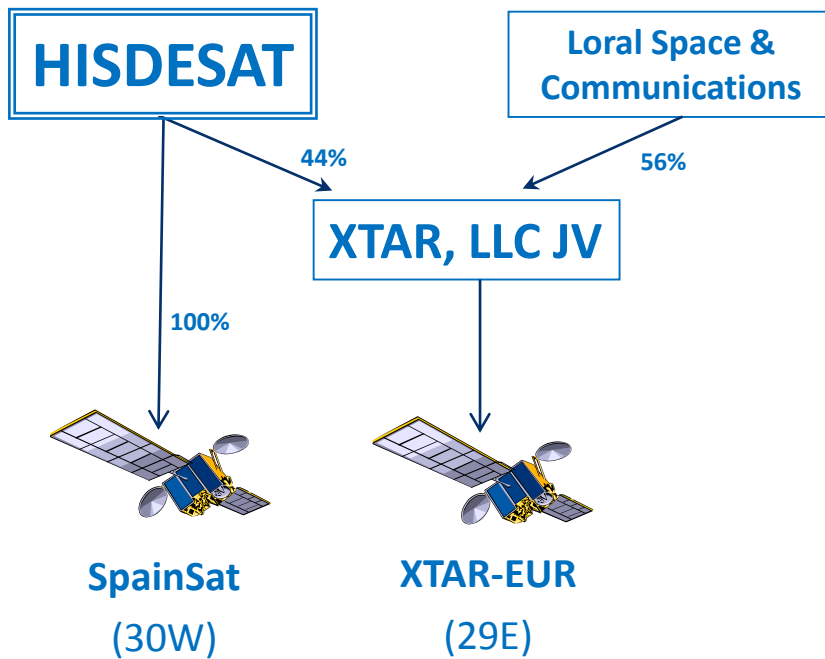 HISDESAT
Loral Space &
Communications
44%
56%
XTAR, LLC JV
100%
SpainSat
(30W)
XTAR-EUR
(29E)